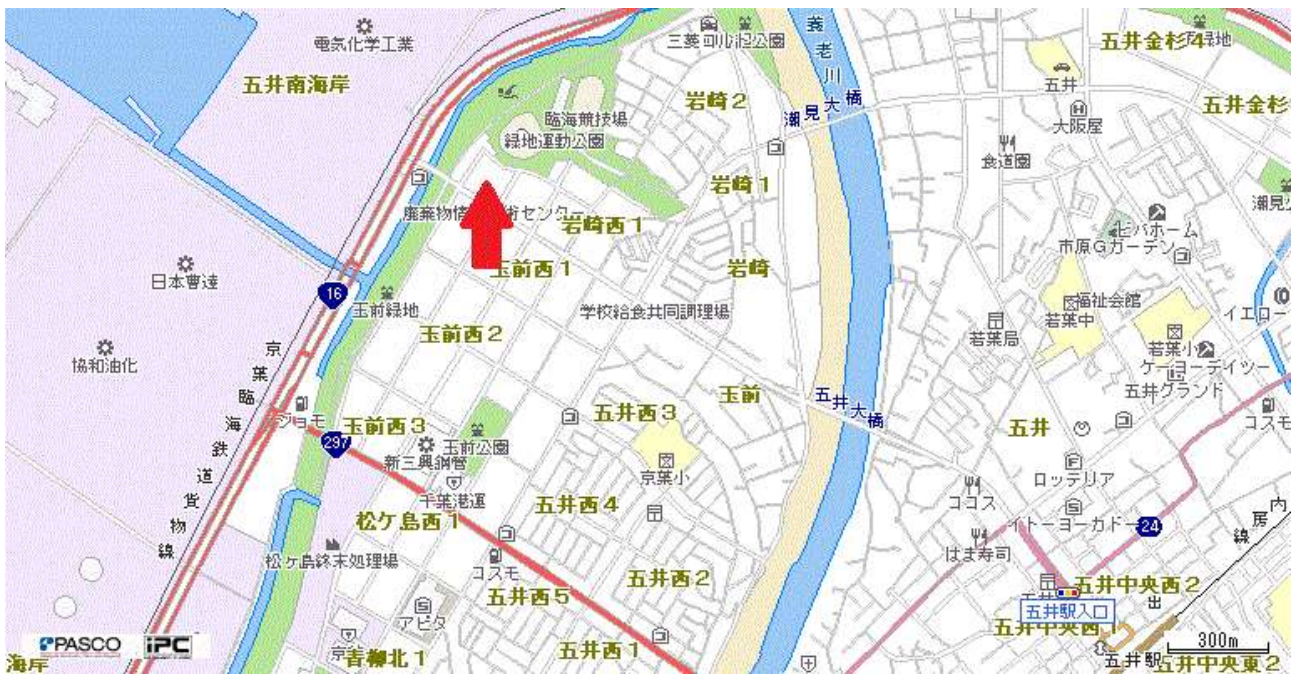 電気化学工業
三菱コルト公園
五井金杉4
五井南海岸
養老川
岩崎2
五井
五井金杉
潮見大橋
臨海競技場
大阪屋
緑地運動公園
食道園
岩崎1
岩崎西1
ビバホーム
市原Gガーデン
玉前西1
岩崎
日本曹達
16
玉前緑地
学校給食共同調理場
福祉会館
若葉中
イエロー
玉前西2
若葉局
若葉小
協和油化
ケーヨーデイツー
五井グランド
京葉臨海鉄道貨物線
玉前
五井大橋
五井西3
ジョモ
玉前西3
コスモ
五井
297
玉前公園
新三興鋼管
京葉小
ロッテリア
千葉港運
ココス
五井西4
松ケ島西1
イトーヨーカドー
24
内房線
はま寿司
松ケ島終末処理場
コスモ
五井西2
五井中央西2
五井西5
五井駅入口
アピタ
五井中央西1
300m
PASCO
iPC
五井西1
青柳北1
五井駅
海岸
五井中央東2